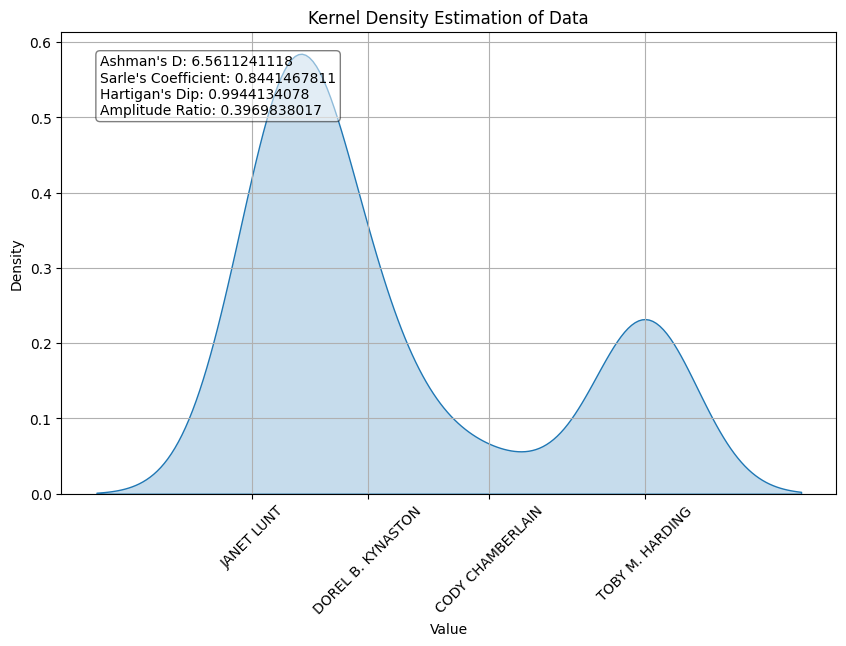 Kernel Density Estimation of Data
0.6
0.5
0.4
0.3
0.2
0.1
0.0
Density
Ashman's D: 6.5611241118
Sarle's Coefficient: 0.8441467811
Hartigan's Dip: 0.9944134078
Amplitude Ratio: 0.3969838017
JANET LUNT
DOREL B. KYNASTON
CODY CHAMBERLAIN
TOBY M. HARDING
Value